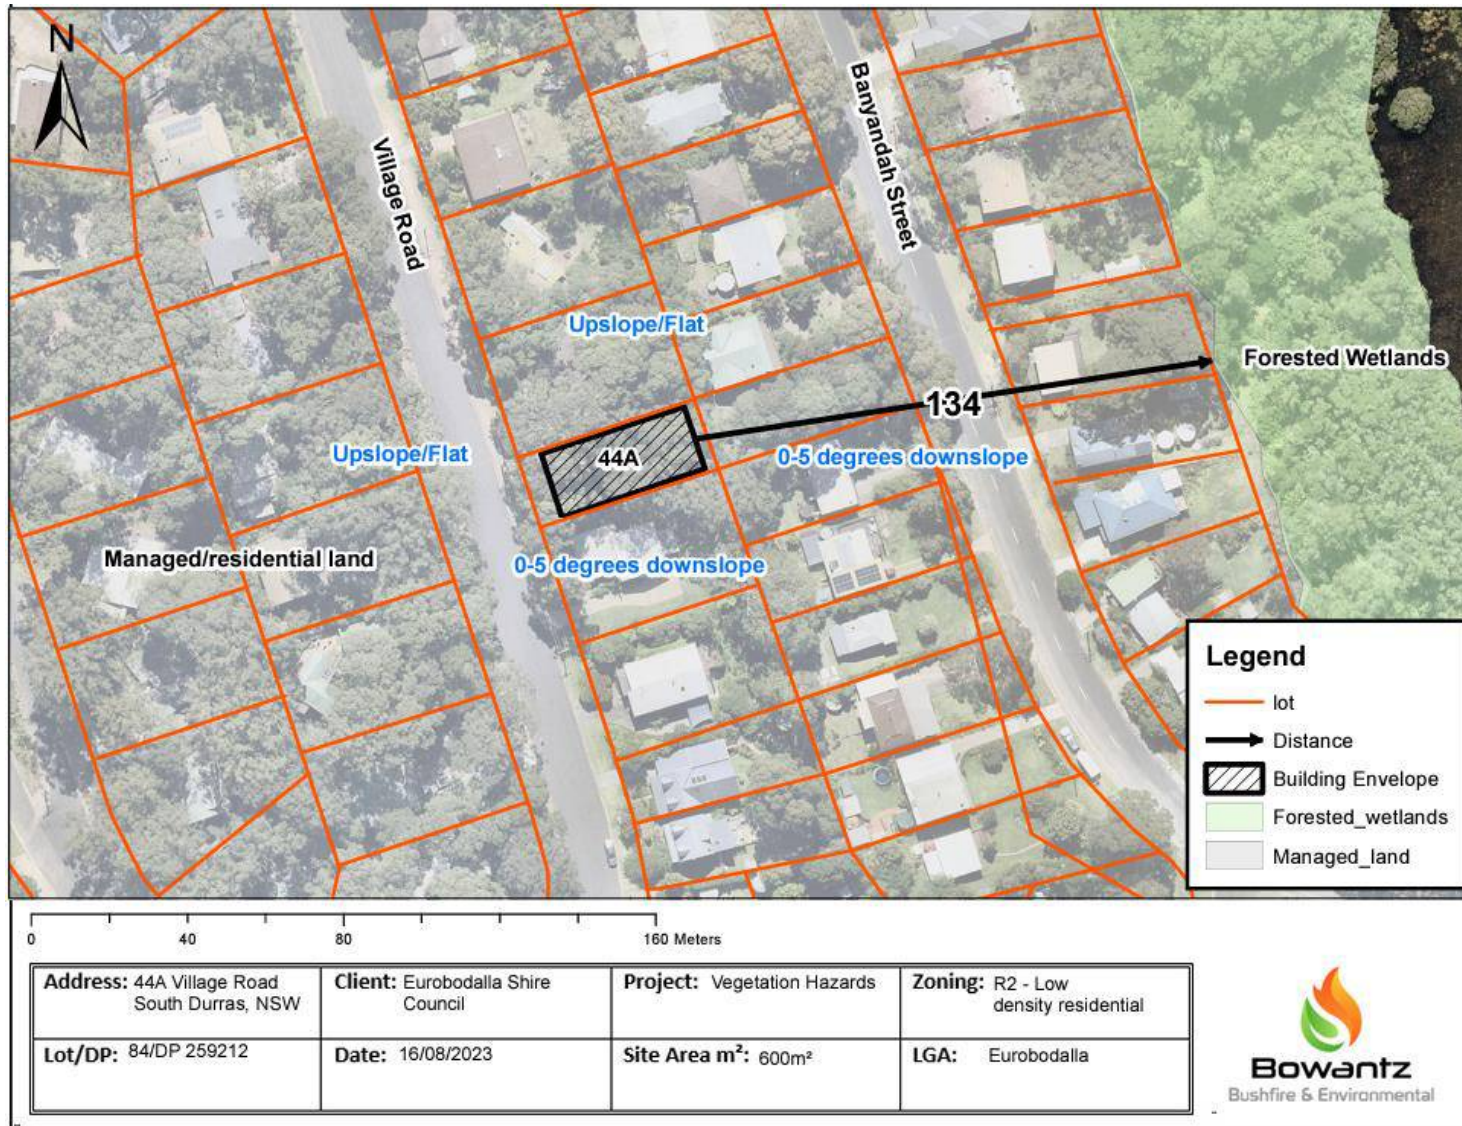 N
Village Road
Banyandah Street
Upslope/Flat
Forested Wetlands
134
Upslope/Flat
44A
0-5 degrees downslope
Managed/residential land
0-5 degrees downslope
Legend
lot
Distance
Building Envelope
Forested_wetlands
Managed_land
0 40 80 160 Meters
Address: 44A Village Road
South Durras, NSW
Client: Eurobodalla Shire
Council
Project: Vegetation Hazards
Zoning: R2 - Low
density residential
Lot/DP: 84/DP 259212
Date: 16/08/2023
Site Area m²: 600m²
LGA: Eurobodalla
Bowantz
Bushfire & Environmental